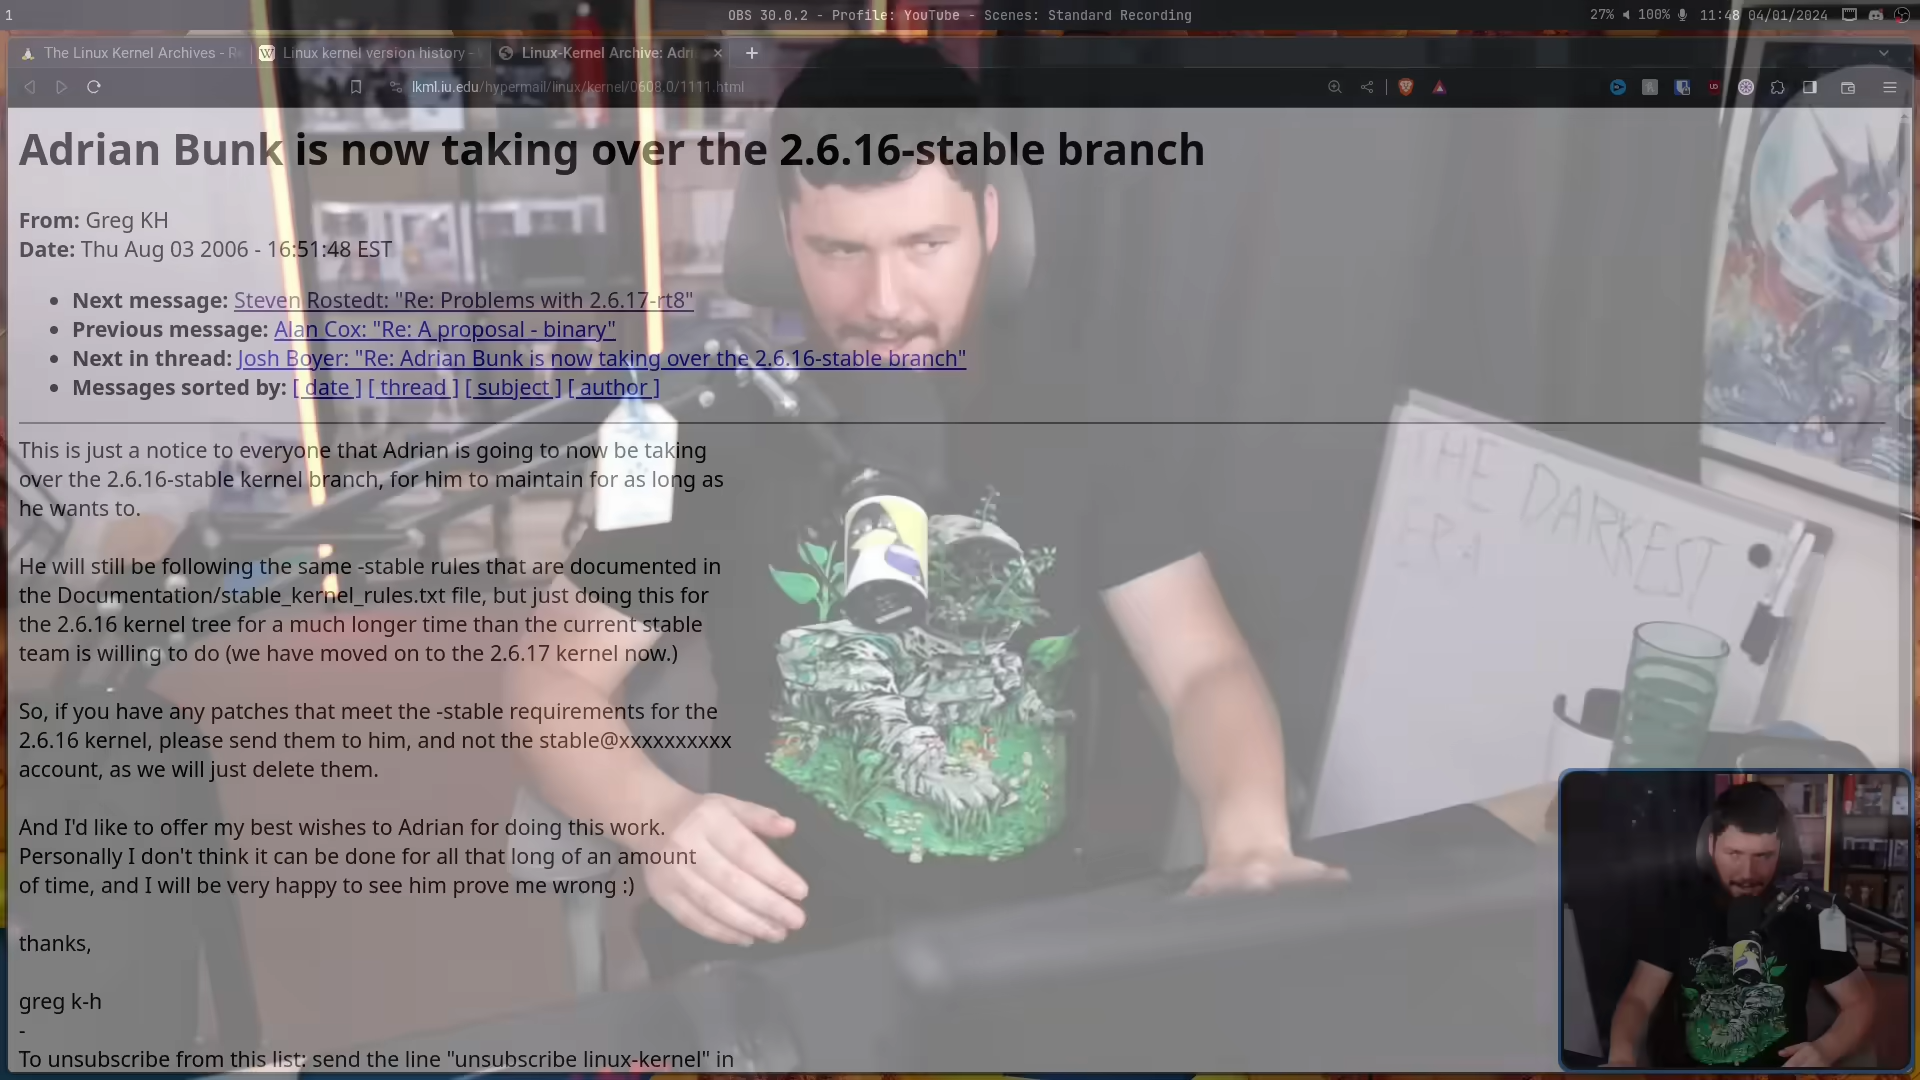 1
OBS 30.0.2 - Profile: YouTube - Scenes: Standard Recording
27% 100% 11:48 04/01/2024
The Linux Kernel Archives - R
Linux kernel version history -
Linux-Kernel Archive: Adri
lkml.iu.edu/hypermail/linux/kernel/0608.0/1111.html
Adrian Bunk is now taking over the 2.6.16-stable branch
From: Greg KH
Date: Thu Aug 03 2006 - 16:51:48 EST
Next message: Steven Rostedt: "Re: Problems with 2.6.17-rt8"
Previous message: Alan Cox: "Re: A proposal - binary"
Next in thread: Josh Boyer: "Re: Adrian Bunk is now taking over the 2.6.16-stable branch"
Messages sorted by: [ date ] [ thread ] [ subject ] [ author ]
This is just a notice to everyone that Adrian is going to now be taking
over the 2.6.16-stable kernel branch, for him to maintain for as long as
he wants to.
He will still be following the same -stable rules that are documented in
the Documentation/stable_kernel_rules.txt file, but just doing this for
the 2.6.16 kernel tree for a much longer time than the current stable
team is willing to do (we have moved on to the 2.6.17 kernel now.)
So, if you have any patches that meet the -stable requirements for the
2.6.16 kernel, please send them to him, and not the stable@xxxxxxxxxx
account, as we will just delete them.
And I'd like to offer my best wishes to Adrian for doing this work.
Personally I don't think it can be done for all that long of an amount
of time, and I will be very happy to see him prove me wrong :)
thanks,
greg k-h
-
To unsubscribe from this list: send the line "unsubscribe linux-kernel" in
THE DARKEST
ERA